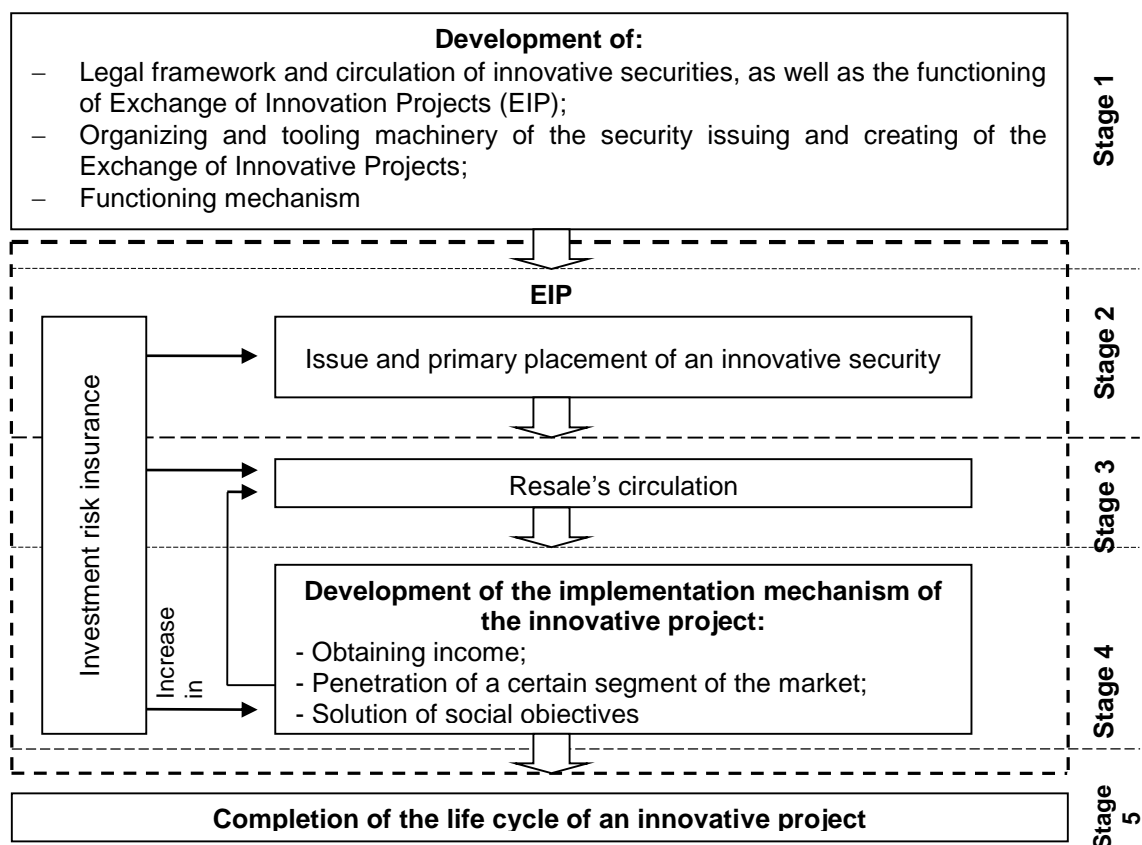 Development of:
– Legal framework and circulation of innovative securities, as well as the functioning
of Exchange of Innovation Projects (EIP);
– Organizing and tooling machinery of the security issuing and creating of the
Exchange of Innovative Projects;
– Functioning mechanism
Stage 1
EIP
Issue and primary placement of an innovative security
Stage 2
Investment risk insurance
Resale's circulation
Stage 3
Development of the implementation mechanism of
the innovative project:
- Obtaining income;
- Penetration of a certain segment of the market;
- Solution of social objectives
Increase
in
Stage 4
Completion of the life cycle of an innovative project
Stage
5